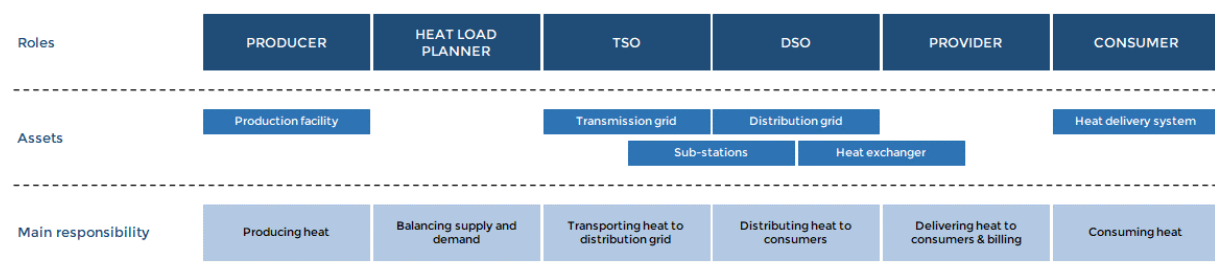 Roles
PRODUCER
HEAT LOAD
PLANNER
TSO
DSO
PROVIDER
CONSUMER
Assets
Production facility
Transmission grid
Distribution grid
Heat delivery system
Sub-stations
Heat exchanger
Main responsibility
Producing heat
Balancing supply and
demand
Transporting heat to
distribution grid
Distributing heat to
consumers
Delivering heat to
consumers & billing
Consuming heat